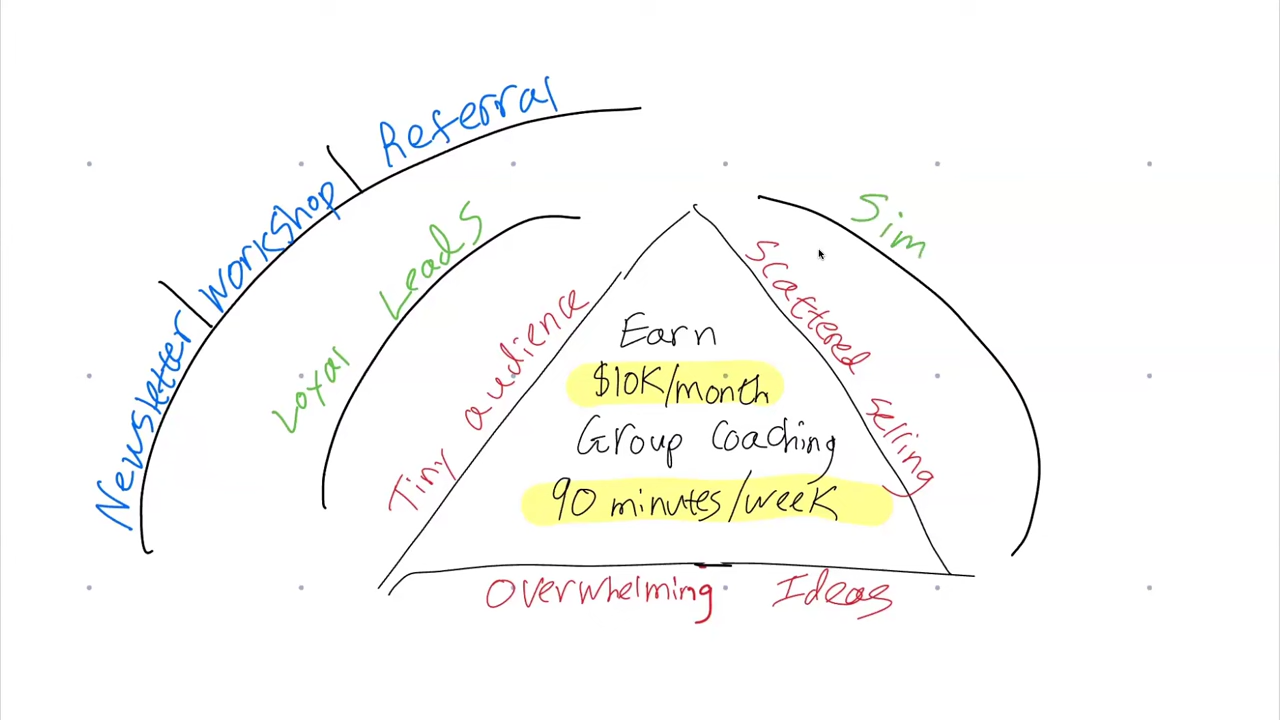 Referral
Workshop
Newsletter
Loyal Leads
Sim
Tiny audience
Scattered selling
Earn
$10K/month
Group Coaching
90 minutes/week
Overwhelming Ideas